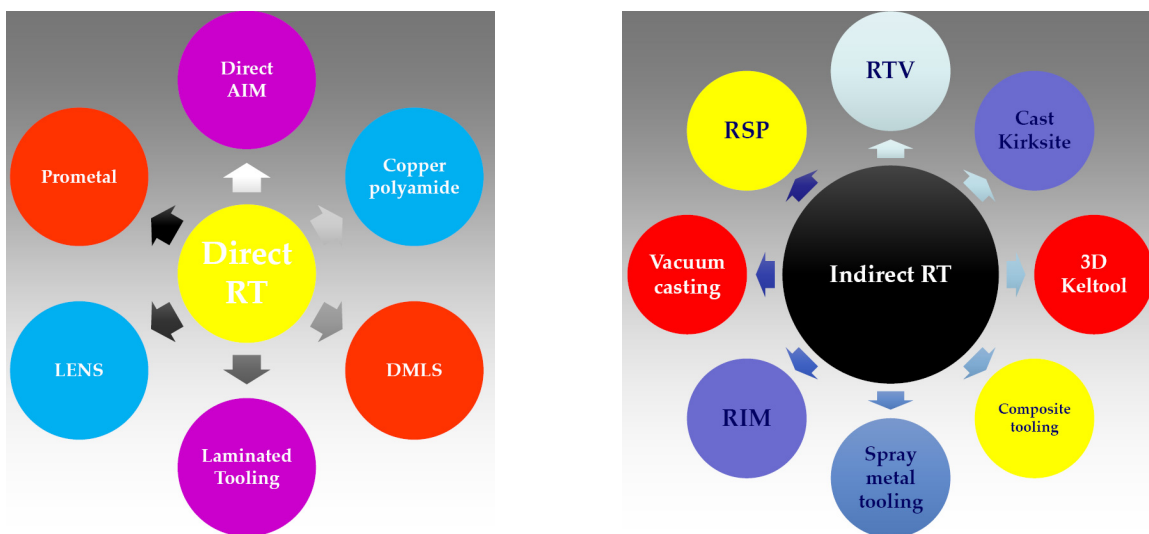 Direct
AIM
Copper
polyamide
DMLS
Laminated
Tooling
LENS
Prometal
Direct
RT
RTV
Cast
Kirksite
3D
Keltool
Composite
tooling
Spray
metal
tooling
RIM
Vacuum
casting
RSP
Indirect RT